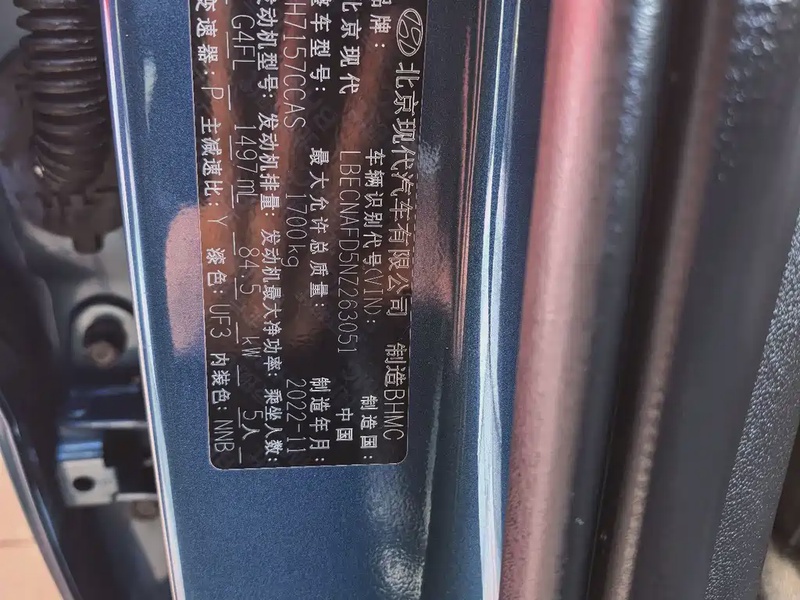 北京现代汽车有限公司 制造BHMC
品牌: 车辆识别代号(VIN): 制造国:
北京现代 LBECNAFD5NZ263051 中国
整车型号: 最大允许总质量: 制造年月:
H7157CCAS 1700kg 2022-11
发动机型号: 发动机排量: 发动机最大净功率: 乘坐人数:
G4FL 1497mL 84.5 kW 5人
变速器: P 主减速比: Y 漆色: UF3 内装色: NNB